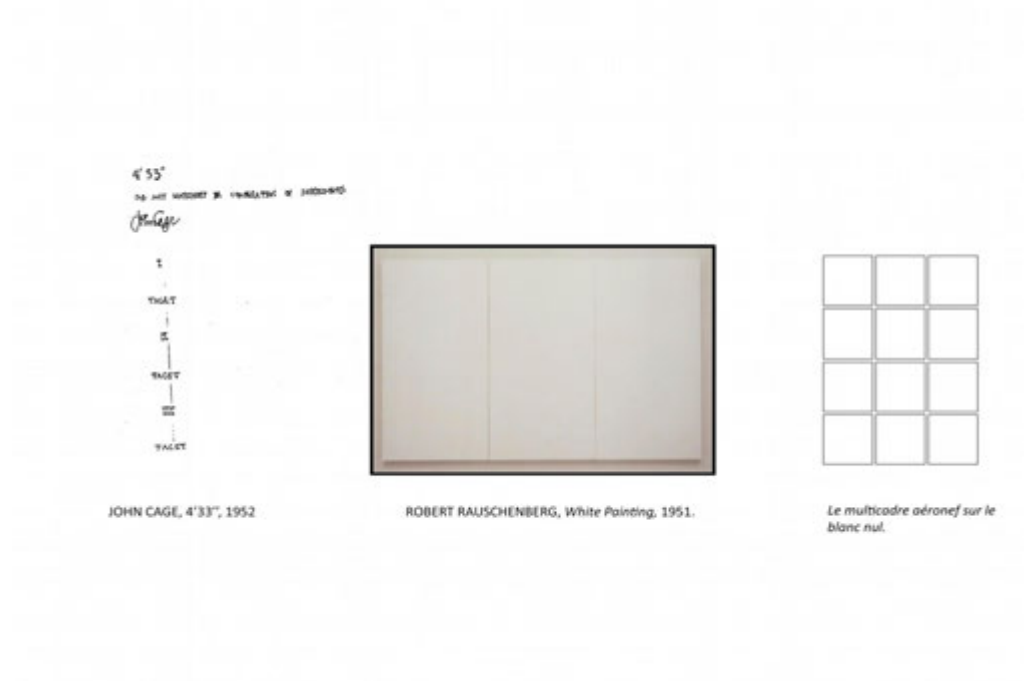 4'33"
John Cage
I
TACET
II
TACET
III
TACET
JOHN CAGE, 4'33'', 1952
ROBERT RAUSCHENBERG, White Painting, 1951.
Le multicadre aéronef sur le
blanc nul.